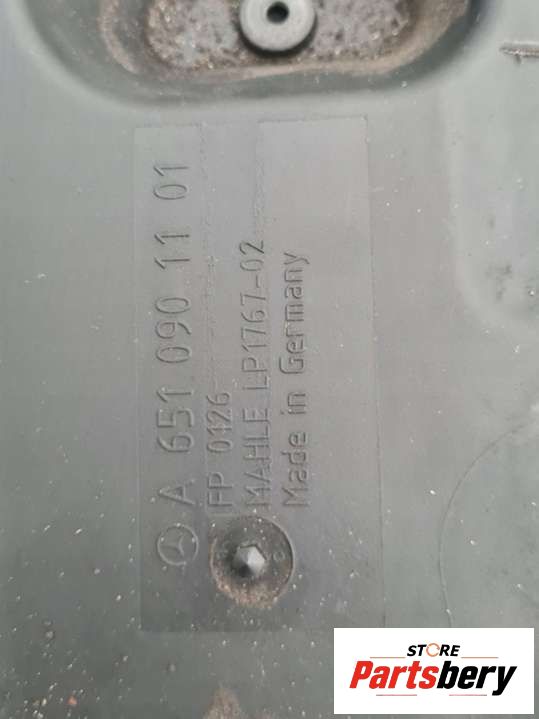 A 651 090 11 01
FP 0126
MAHLE LP1767-02
Made in Germany
STORE
Partsbery